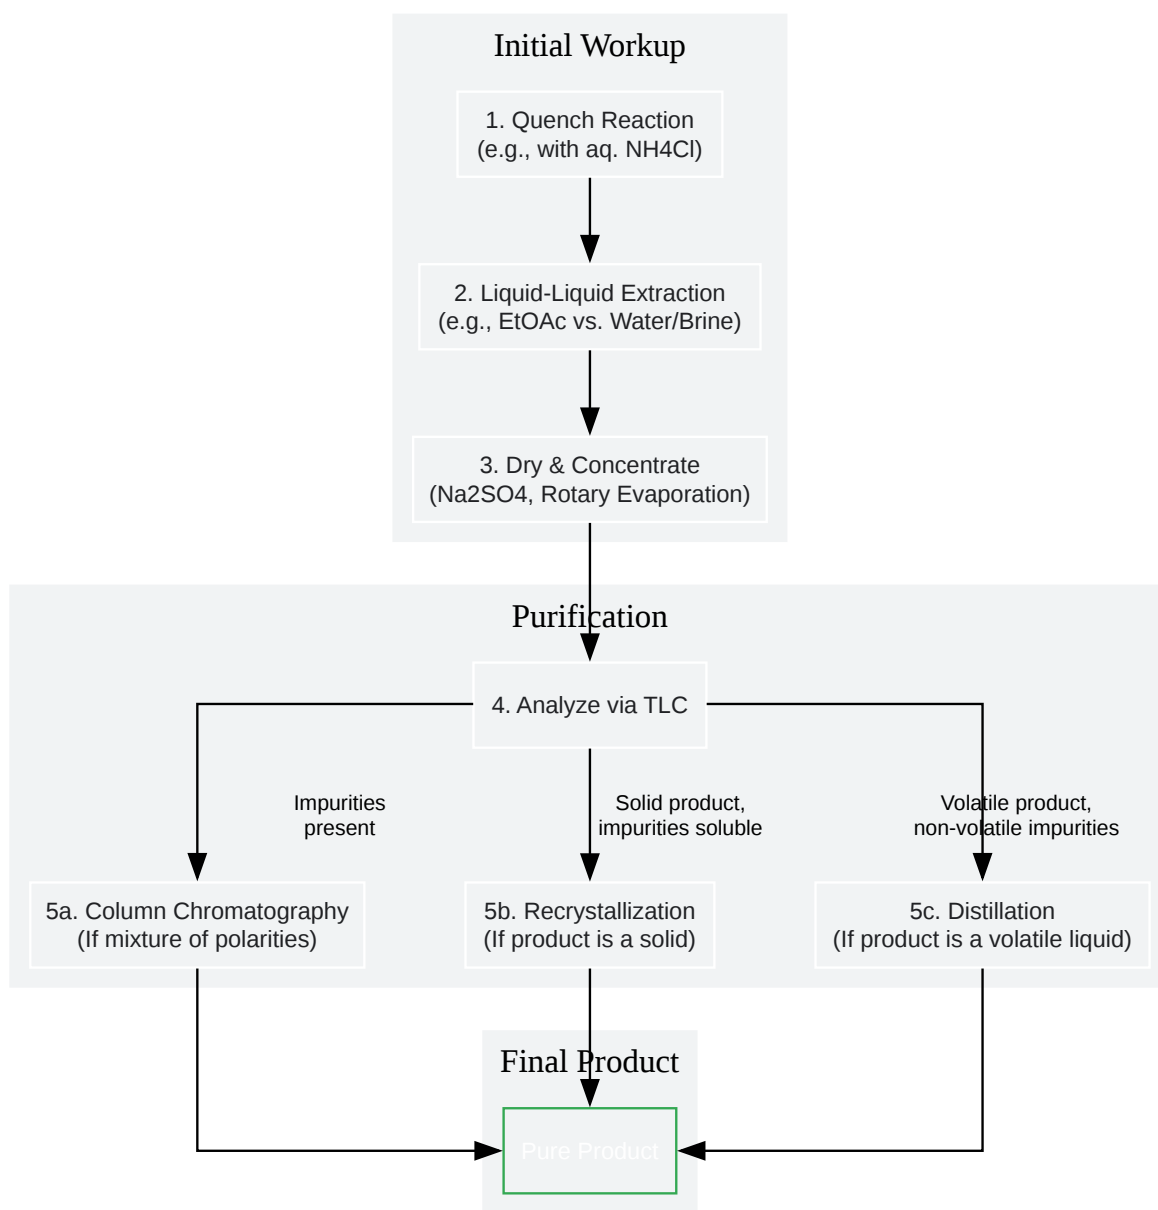 Initial Workup
1. Quench Reaction
(e.g., with aq. NH4Cl)
2. Liquid-Liquid Extraction
(e.g., EtOAc vs. Water/Brine)
3. Dry & Concentrate
(Na2SO4, Rotary Evaporation)
Purification
4. Analyze via TLC
Impurities
present
Solid product,
impurities soluble
Volatile product,
non-volatile impurities
5a. Column Chromatography
(If mixture of polarities)
5b. Recrystallization
(If product is a solid)
5c. Distillation
(If product is a volatile liquid)
Final Product
Pure Product